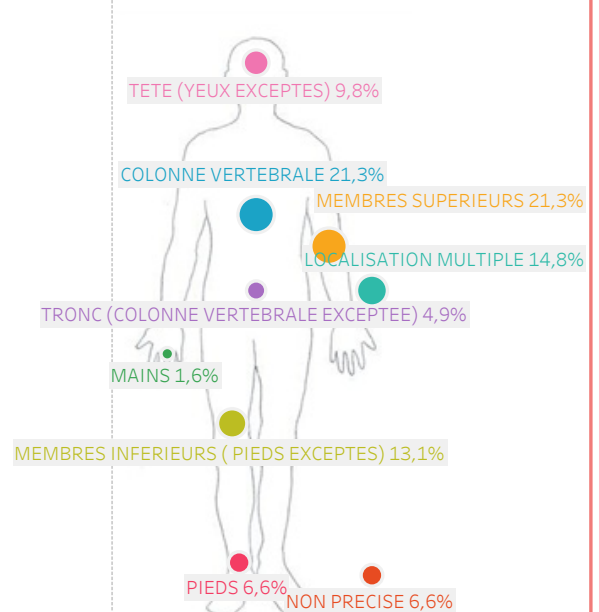 TETE (YEUX EXCEPTES) 9,8%
COLONNE VERTEBRALE 21,3%
MEMBRES SUPERIEURS 21,3%
LOCALISATION MULTIPLE 14,8%
TRONC (COLONNE VERTEBRALE EXCEPTEE) 4,9%
MAINS 1,6%
MEMBRES INFERIEURS ( PIEDS EXCEPTES) 13,1%
PIEDS 6,6%
NON PRECISE 6,6%